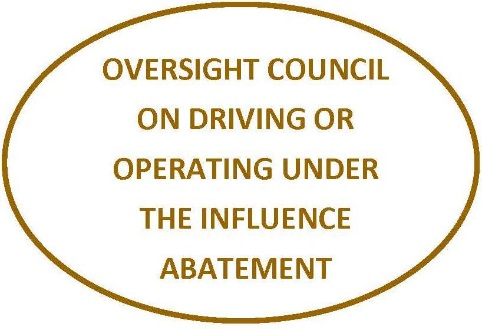 OVERSIGHT COUNCIL
ON DRIVING OR
OPERATING UNDER
THE INFLUENCE
ABATEMENT